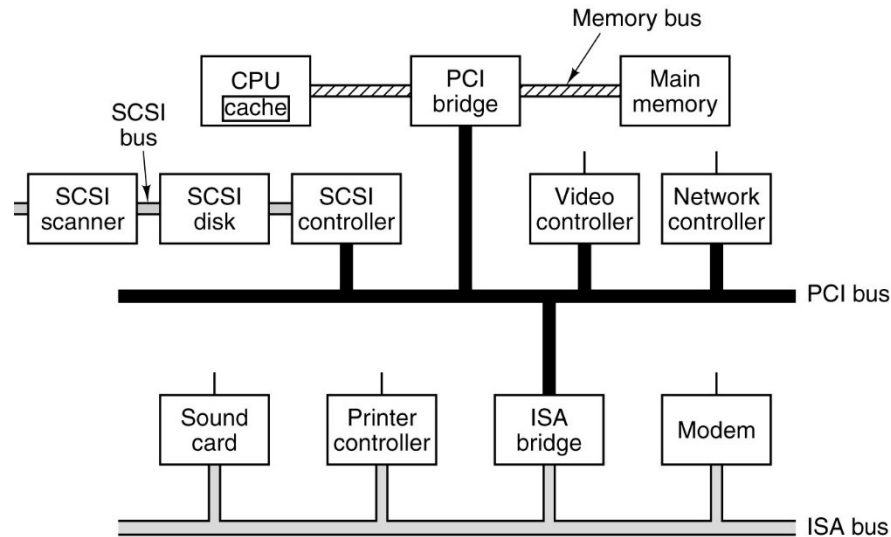 Memory bus
CPU
cache
PCI
bridge
Main
memory
SCSI
bus
SCSI
scanner
SCSI
disk
SCSI
controller
Video
controller
Network
controller
PCI bus
Sound
card
Printer
controller
ISA
bridge
Modem
ISA bus